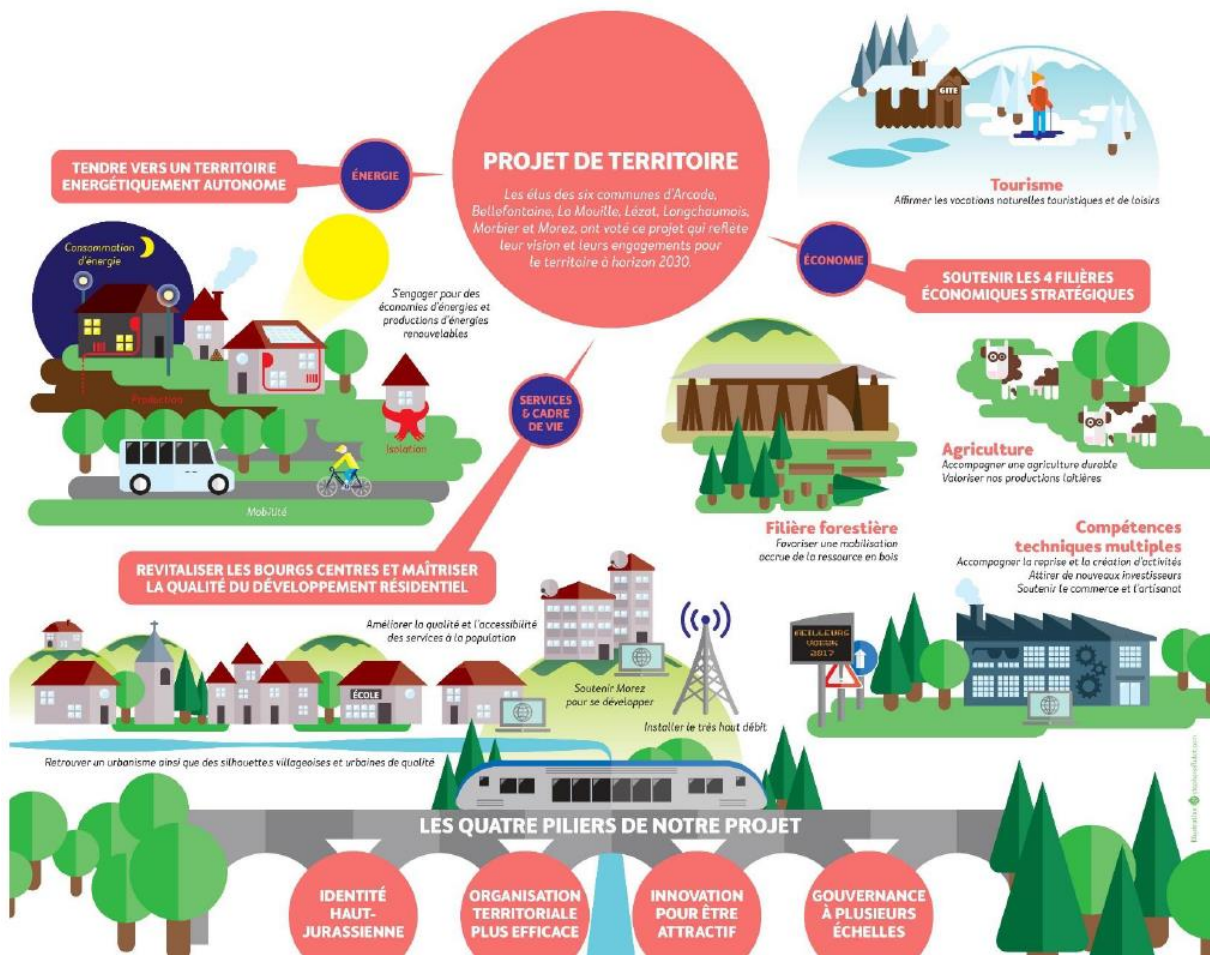 PROJET DE TERRITOIRE
Les élus des six communes d'Arcade,
Bellefontaine, La Mouille, Lézat, Longchaumois,
Morbier et Morez, ont voté ce projet qui reflète
leur vision et leurs engagements pour
le territoire à horizon 2030.
TENDRE VERS UN TERRITOIRE
ENERGÉTIQUEMENT AUTONOME
ÉNERGIE
Consommation
d'énergie
S'engager pour des
économies d'énergies et
productions d'énergies
renouvelables
Production
Isolation
Mobilité
GITE
Tourisme
Affirmer les vocations naturelles touristiques et de loisirs
ÉCONOMIE
SOUTENIR LES 4 FILIÈRES
ÉCONOMIQUES STRATÉGIQUES
Agriculture
Accompagner une agriculture durable
Valoriser nos productions laitières
Filière forestière
Favoriser une mobilisation
accrue de la ressource en bois
Compétences
techniques multiples
Accompagner la reprise et la création d'activités
Attirer de nouveaux investisseurs
Soutenir le commerce et l'artisanat
MEILLEURS
VOEUX
2017
SERVICES
& CADRE
DE VIE
REVITALISER LES BOURGS CENTRES ET MAÎTRISER
LA QUALITÉ DU DÉVELOPPEMENT RÉSIDENTIEL
Améliorer la qualité et l'accessibilité
des services à la population
ÉCOLE
Soutenir Morez
pour se développer
Installer le très haut débit
Retrouver un urbanisme ainsi que des silhouettes villageoises et urbaines de qualité
LES QUATRE PILIERS DE NOTRE PROJET
IDENTITÉ
HAUT-
JURASSIENNE
ORGANISATION
TERRITORIALE
PLUS EFFICACE
INNOVATION
POUR ÊTRE
ATTRACTIF
GOUVERNANCE
À PLUSIEURS
ÉCHELLES
Illustration